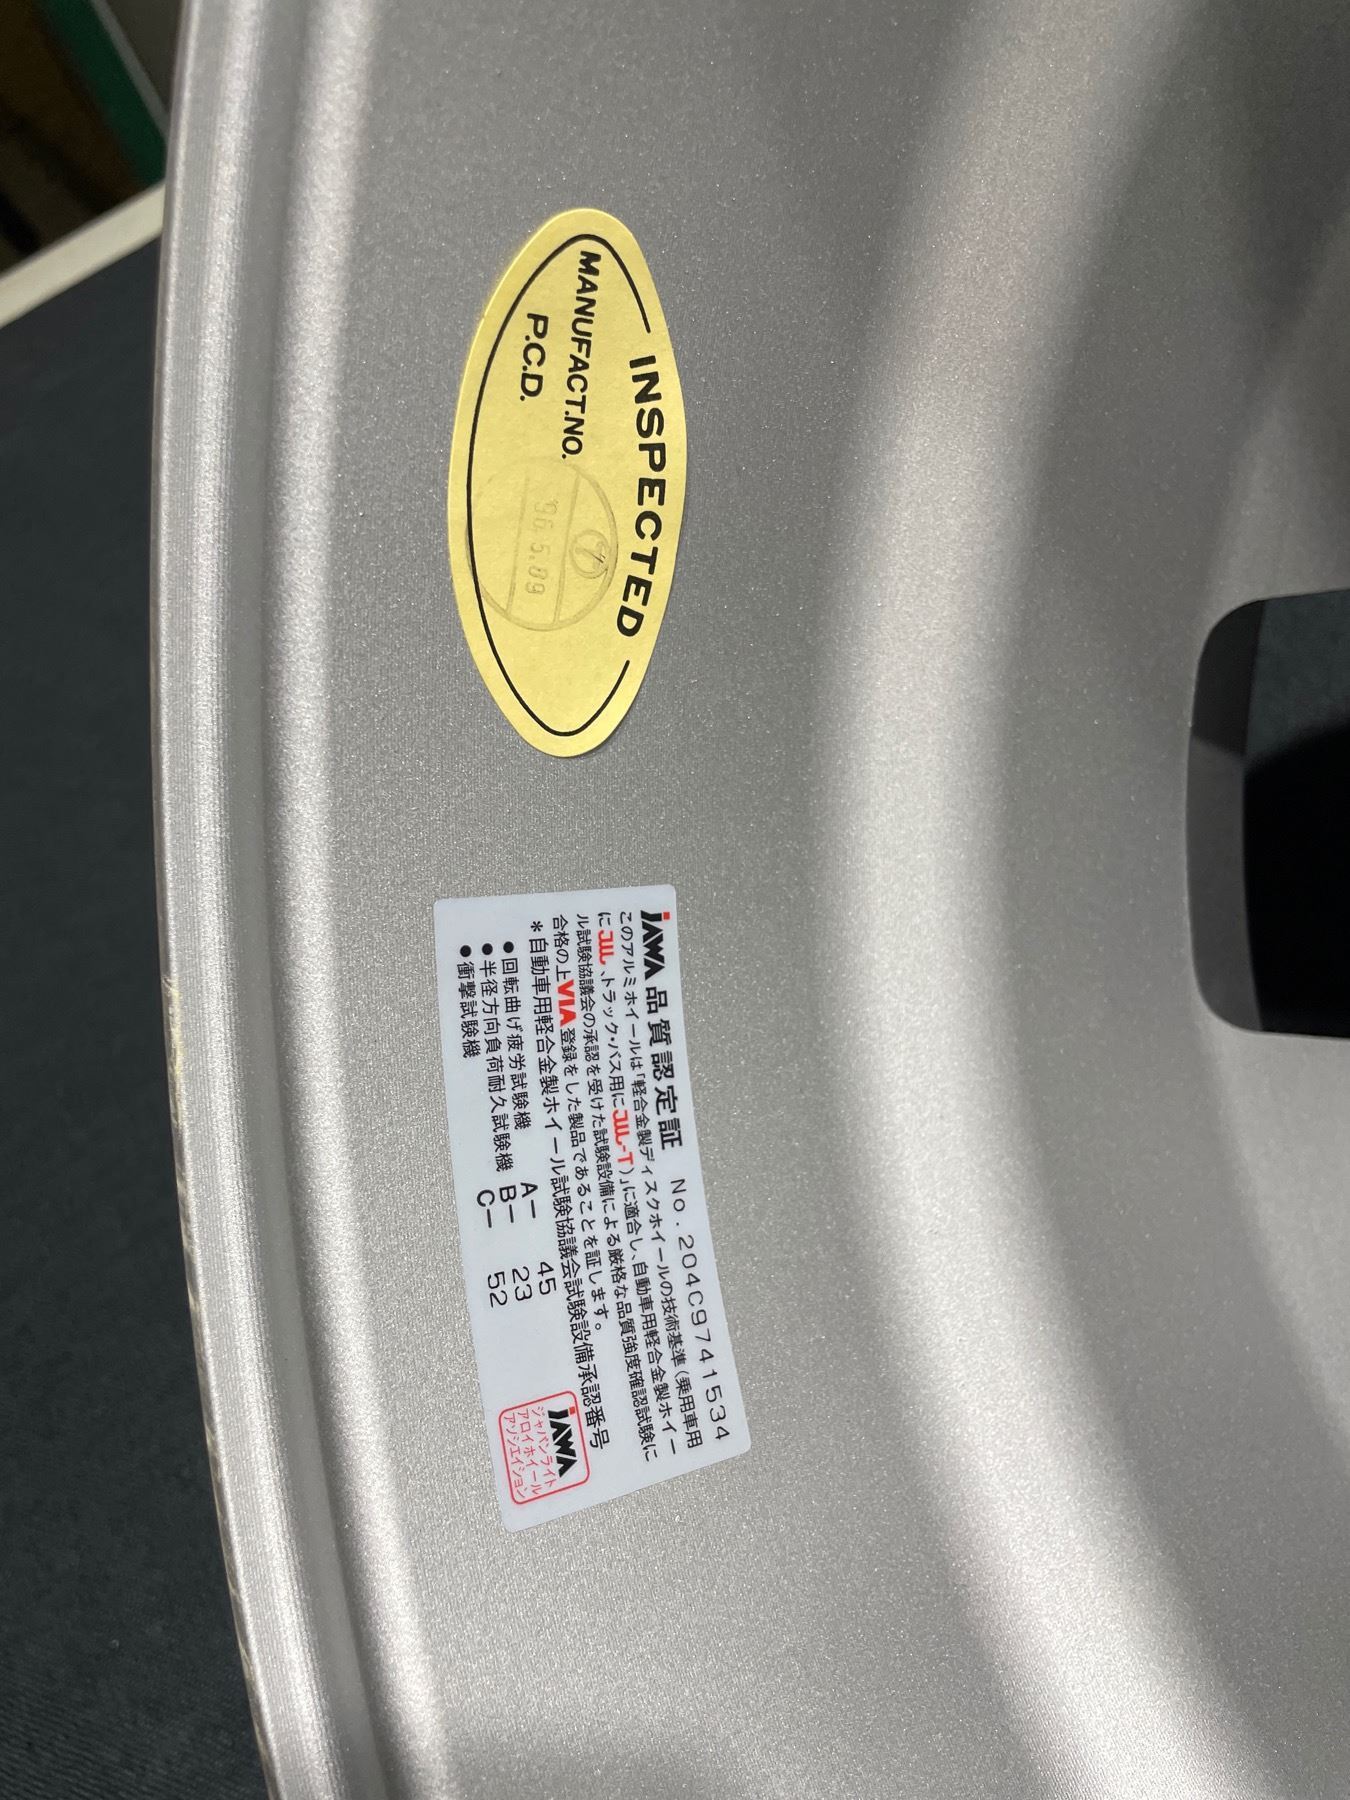 INSPECTED
MANUFACT.NO.
P.C.D.
'96.5.09
JAWA 品質認定証 No.204C9741534
このアルミホイールは「軽合金製ディスクホイールの技術基準(乗用車用
にJWL、トラック・バス用にJWL-T)」に適合し、自動車用軽合金製ホイー
ル試験協議会の承認を受けた試験設備による厳格な品質強度確認試験に
合格の上VIA登録をした製品であることを証します。
*自動車用軽合金製ホイール試験協議会試験設備承認番号
●回転曲げ疲労試験機 A- 45
●半径方向負荷耐久試験機 B- 23
●衝撃試験機 C- 52
JAWA
ジャパンライト
アロイホイール
アソシエイション